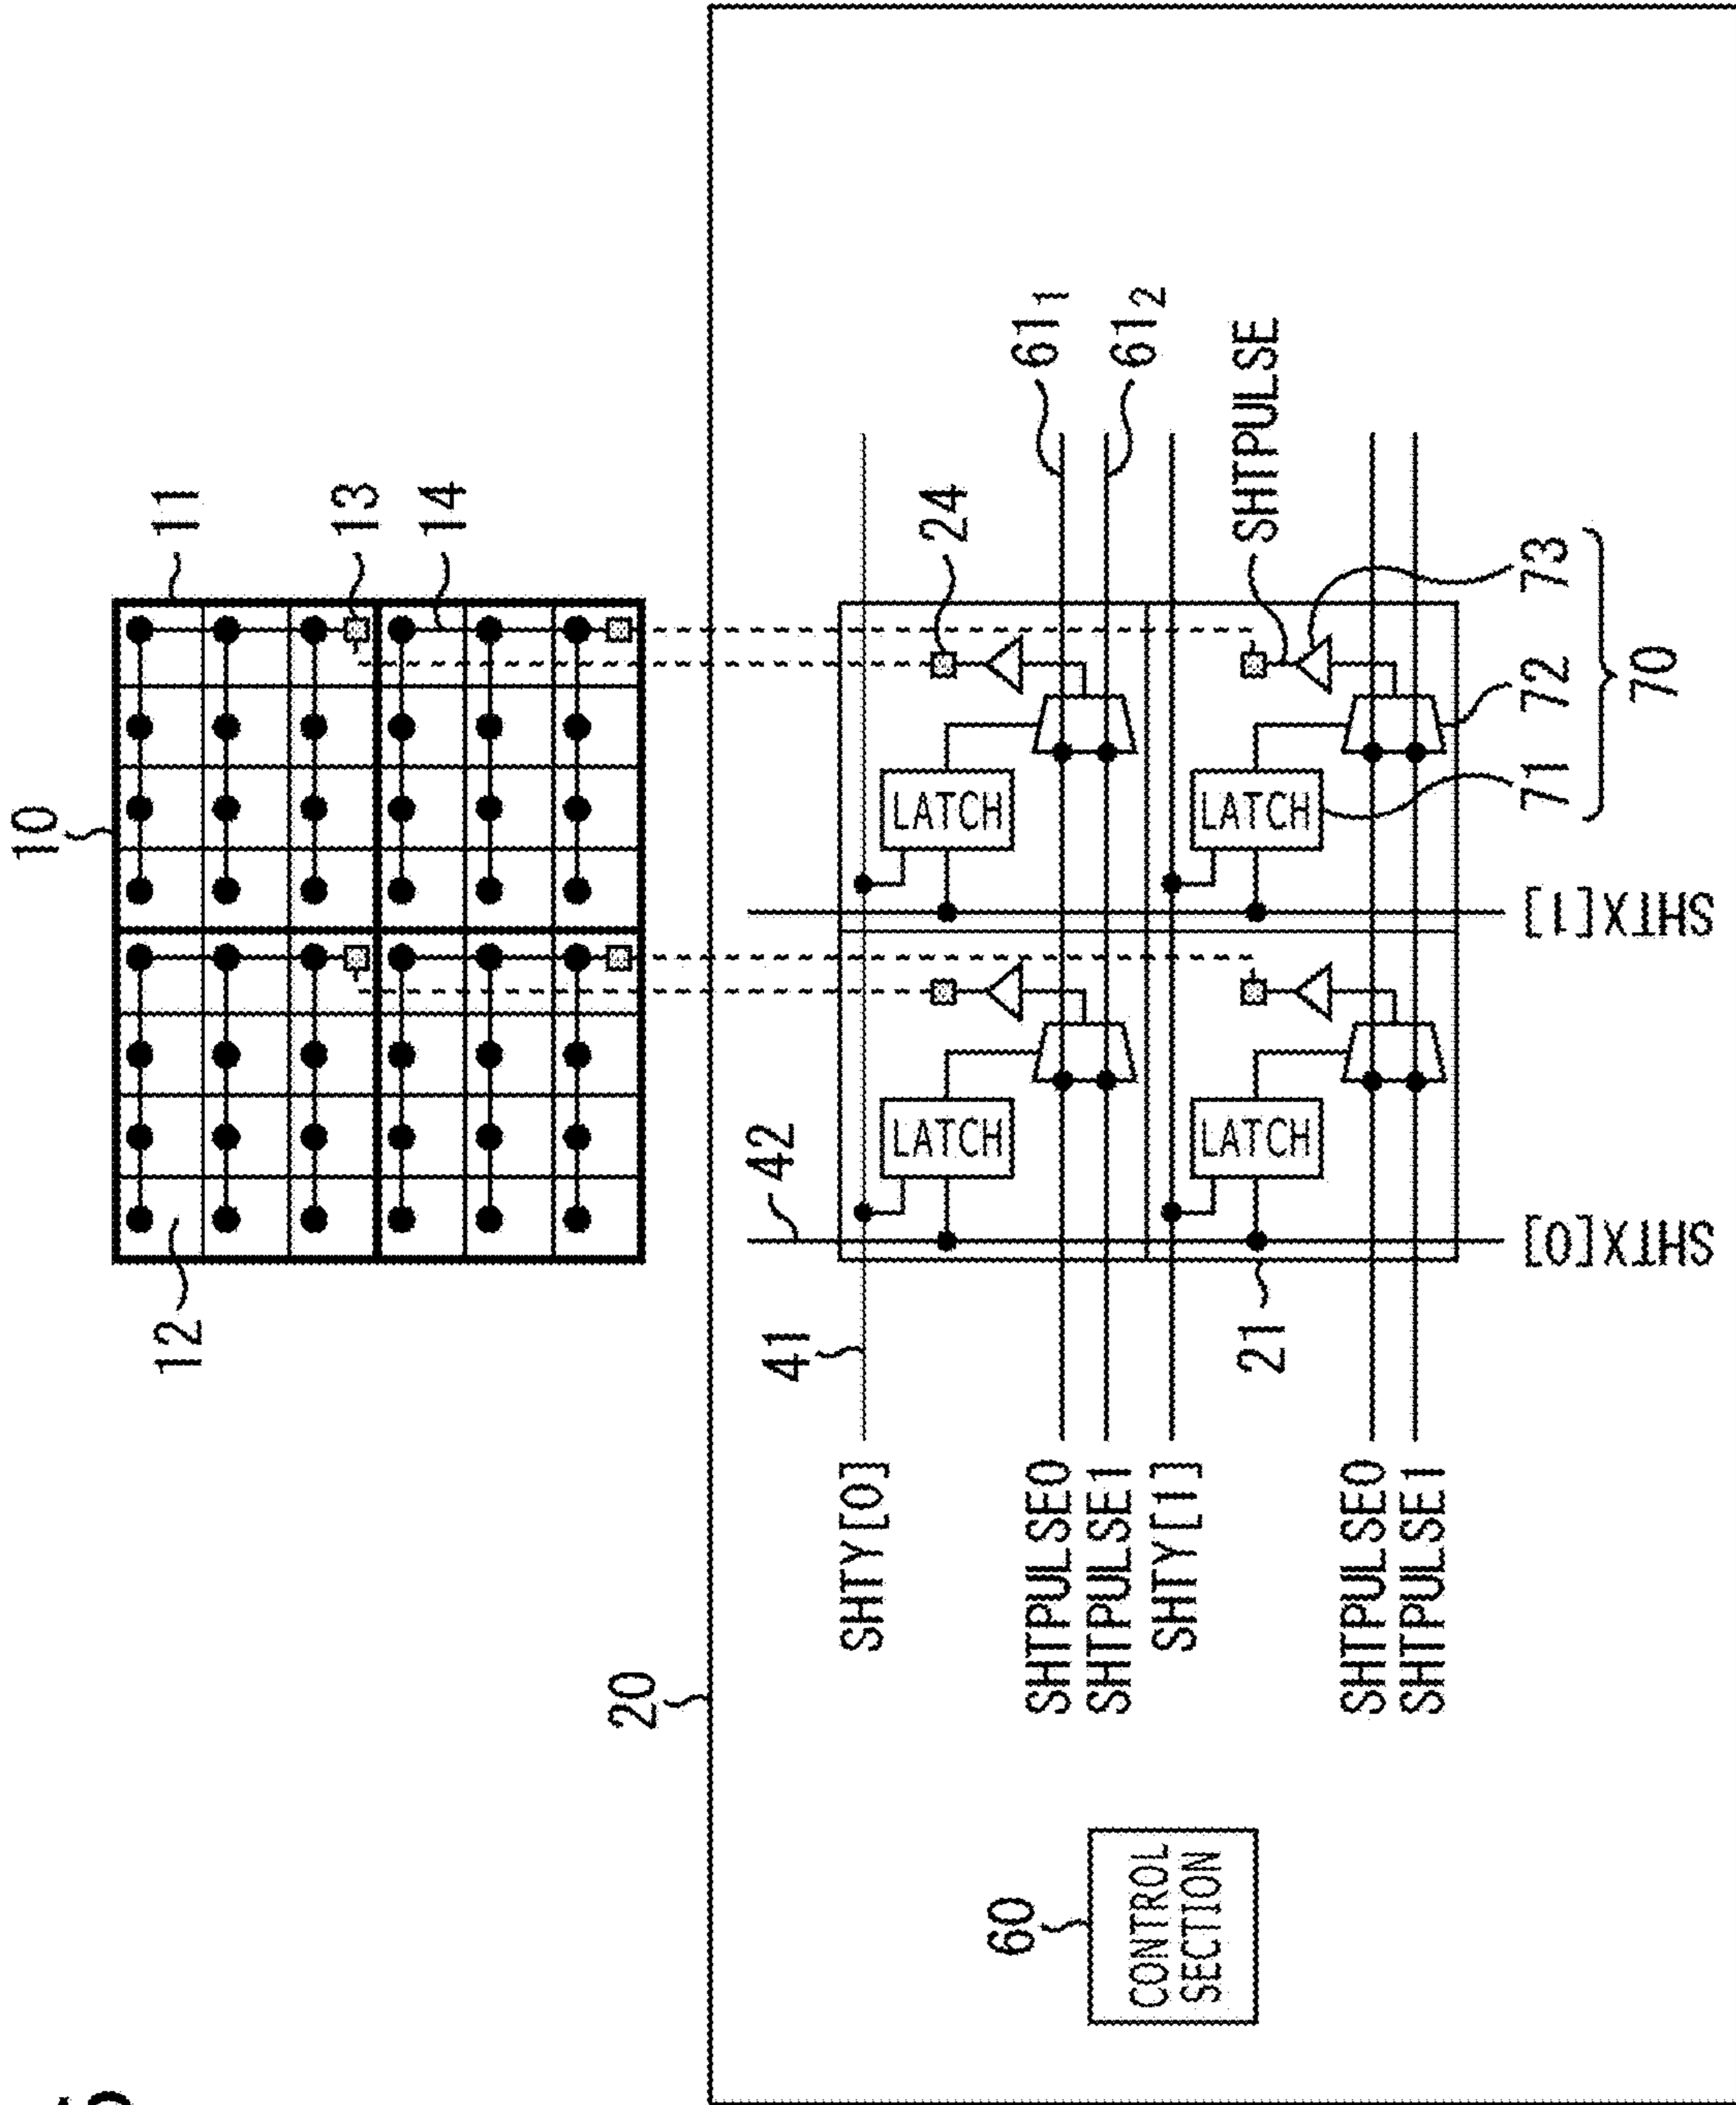 10
11
13
14
12
20
24
61₁
61₂
SHTPULSE
42
41
21
LATCH
LATCH
LATCH
LATCH
73
72
71
70
SHTY[0]
SHTPULSE0
SHTPULSE1
SHTY[1]
SHTPULSE0
SHTPULSE1
SHTX[0]
SHTX[1]
60
CONTROL
SECTION